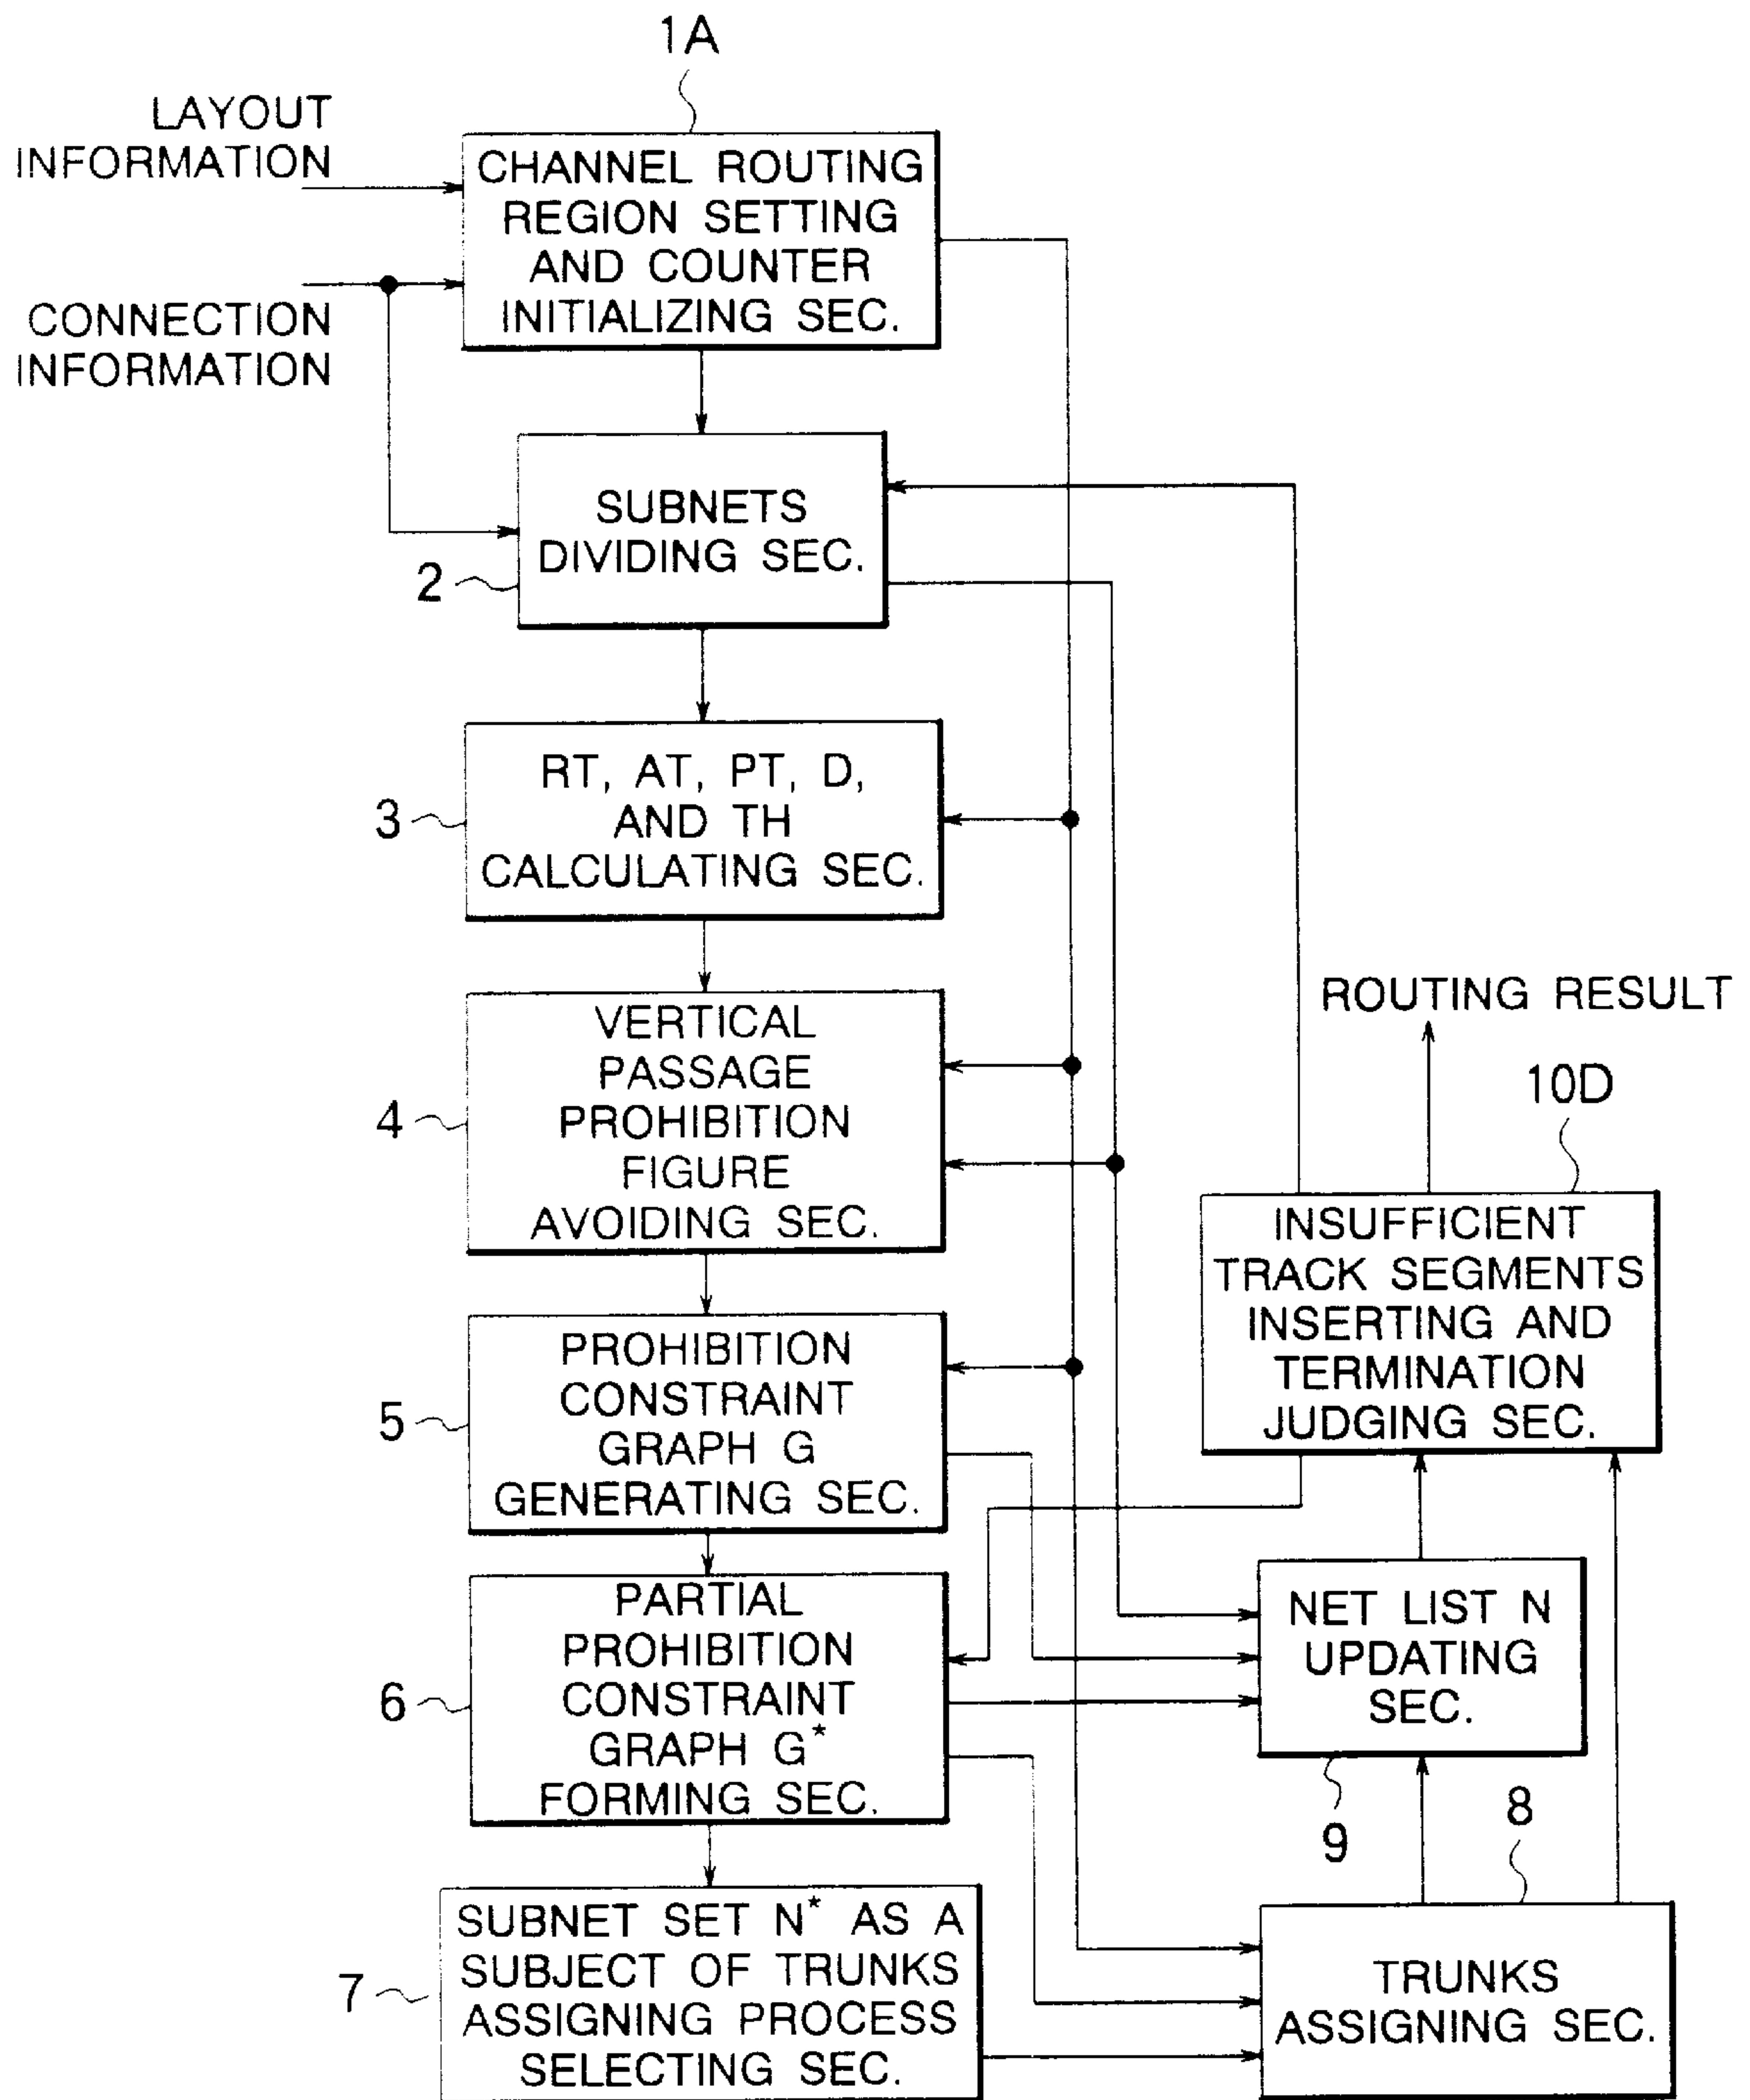 1A
LAYOUT
INFORMATION
CHANNEL ROUTING
REGION SETTING
AND COUNTER
INITIALIZING SEC.
CONNECTION
INFORMATION
SUBNETS
DIVIDING SEC.
2
RT, AT, PT, D,
AND TH
CALCULATING SEC.
3
VERTICAL
PASSAGE
PROHIBITION
FIGURE
AVOIDING SEC.
4
ROUTING RESULT
10D
INSUFFICIENT
TRACK SEGMENTS
INSERTING AND
TERMINATION
JUDGING SEC.
PROHIBITION
CONSTRAINT
GRAPH G
GENERATING SEC.
5
PARTIAL
PROHIBITION
CONSTRAINT
GRAPH G*
FORMING SEC.
6
NET LIST N
UPDATING
SEC.
9
8
SUBNET SET N* AS A
SUBJECT OF TRUNKS
ASSIGNING PROCESS
SELECTING SEC.
7
TRUNKS
ASSIGNING SEC.